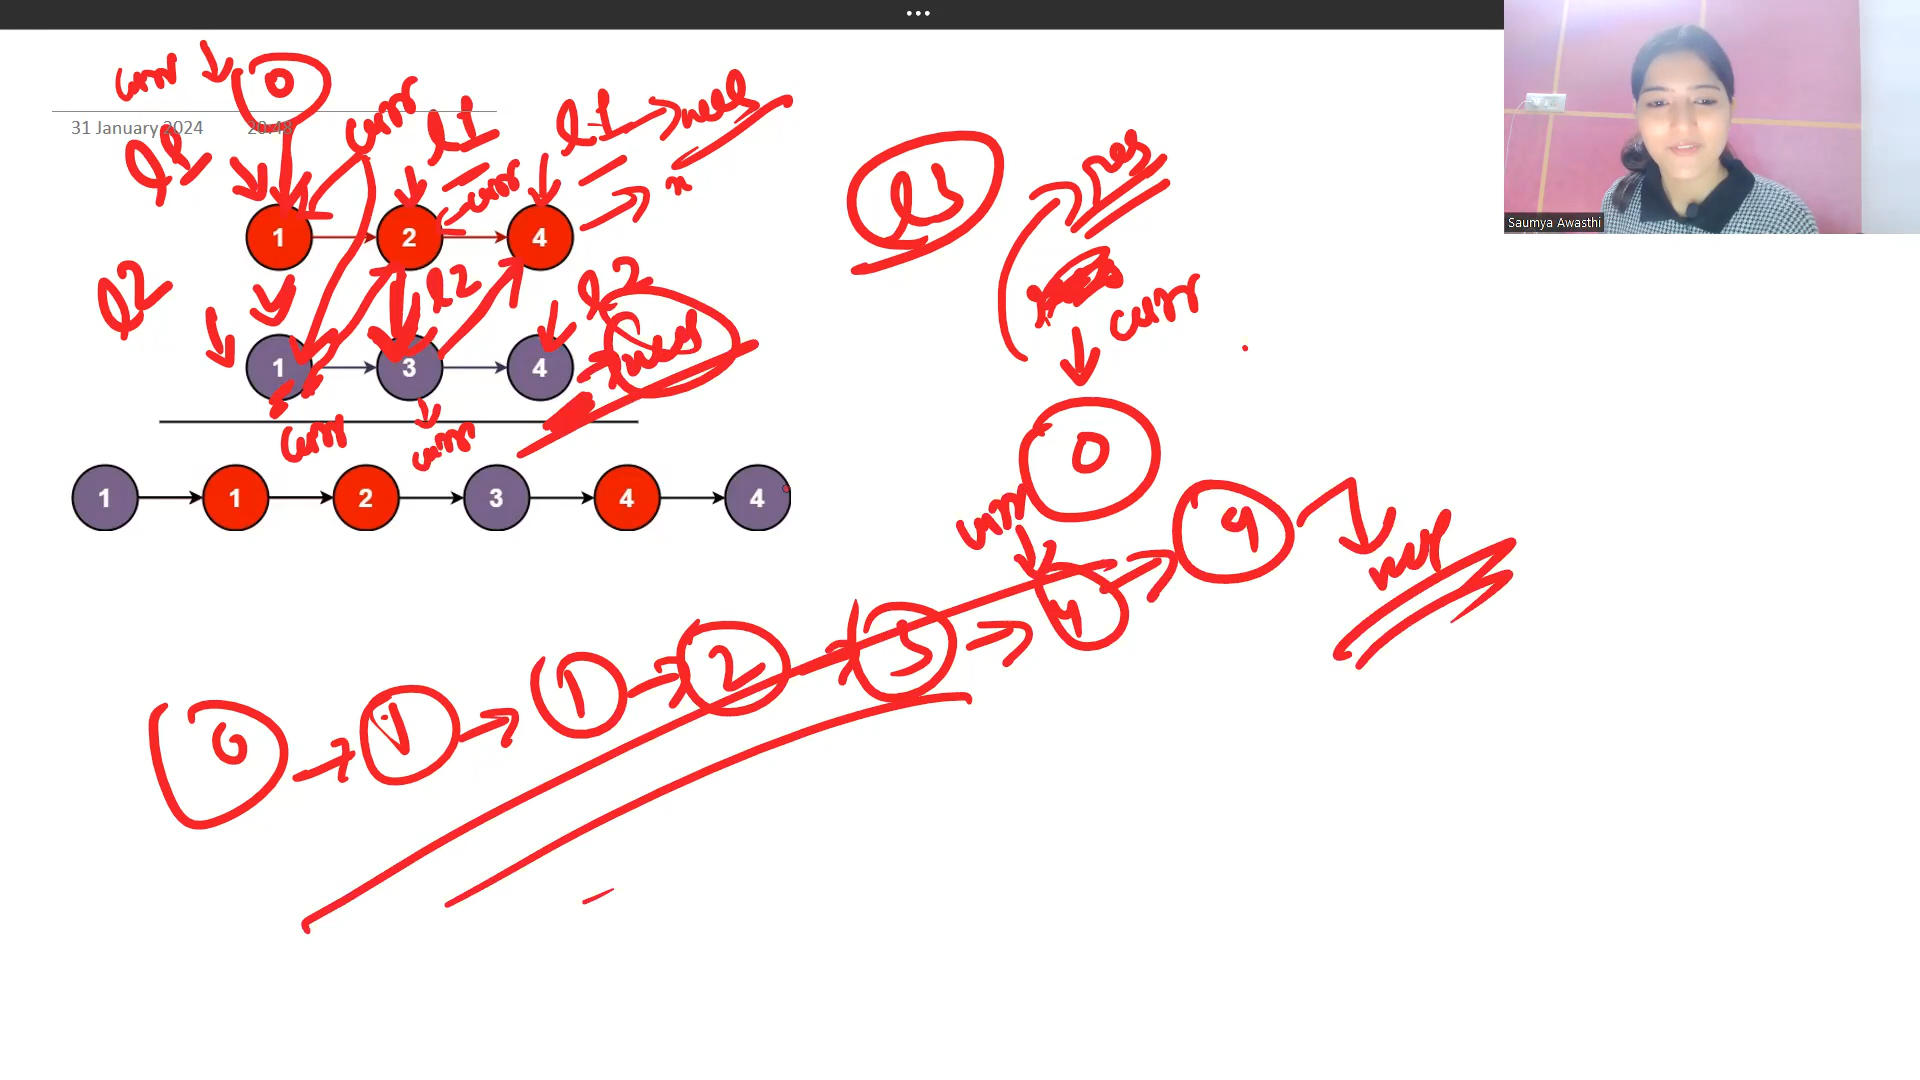 •••
curr
0
31 January 2024 20:48
curr
l1
l1
l1
null
curr
x
1 2 4
l2
l2
l2
1 3 4
null
curr
curr
1 1 2 3 4 4
l3
res
curr
0
curr
0 1 1 2 3 4 4
null
Saumya Awasthi